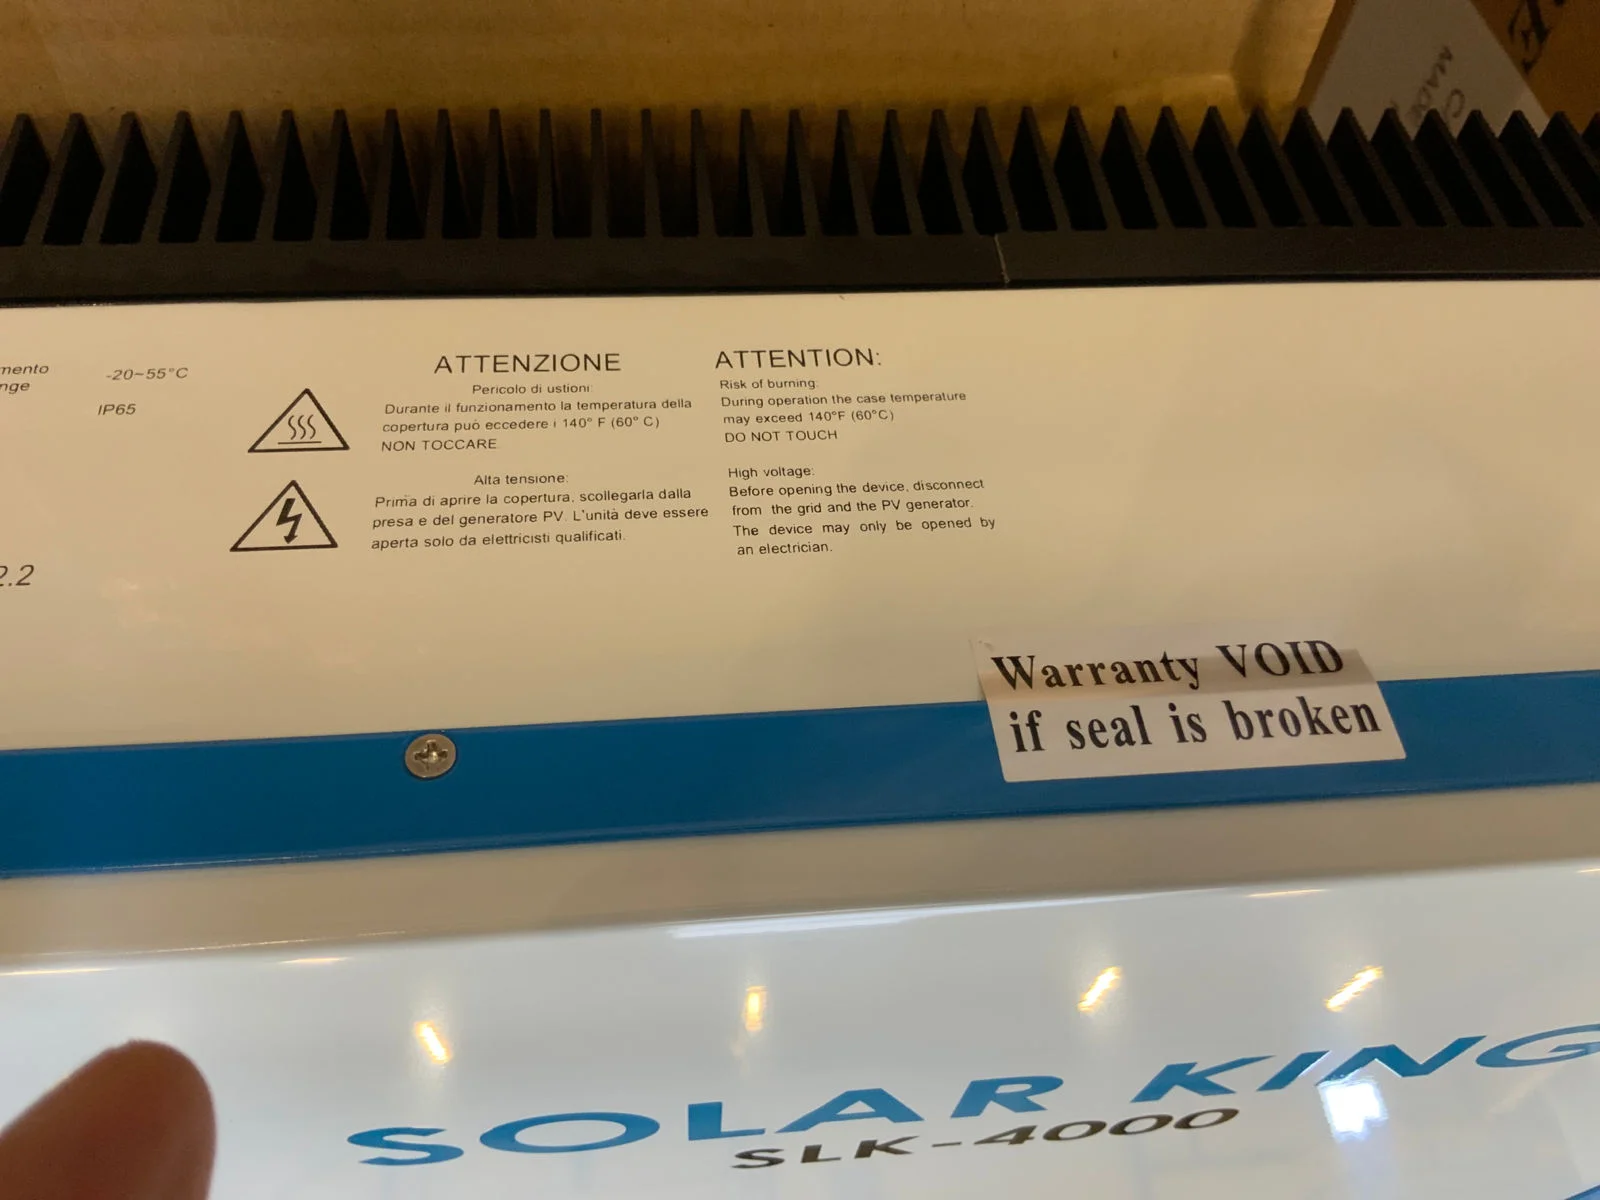 -20~55°C
IP65
2.2
ATTENZIONE
Pericolo di ustioni:
Durante il funzionamento la temperatura della
copertura può eccedere i 140° F (60° C)
NON TOCCARE
Alta tensione:
Prima di aprire la copertura, scollegarla dalla
presa e del generatore PV. L'unità deve essere
aperta solo da elettricisti qualificati.
ATTENTION:
Risk of burning:
During operation the case temperature
may exceed 140°F (60°C)
DO NOT TOUCH
High voltage:
Before opening the device, disconnect
from the grid and the PV generator.
The device may only be opened by
an electrician.
Warranty VOID
if seal is broken
SOLAR KING
SLK-4000